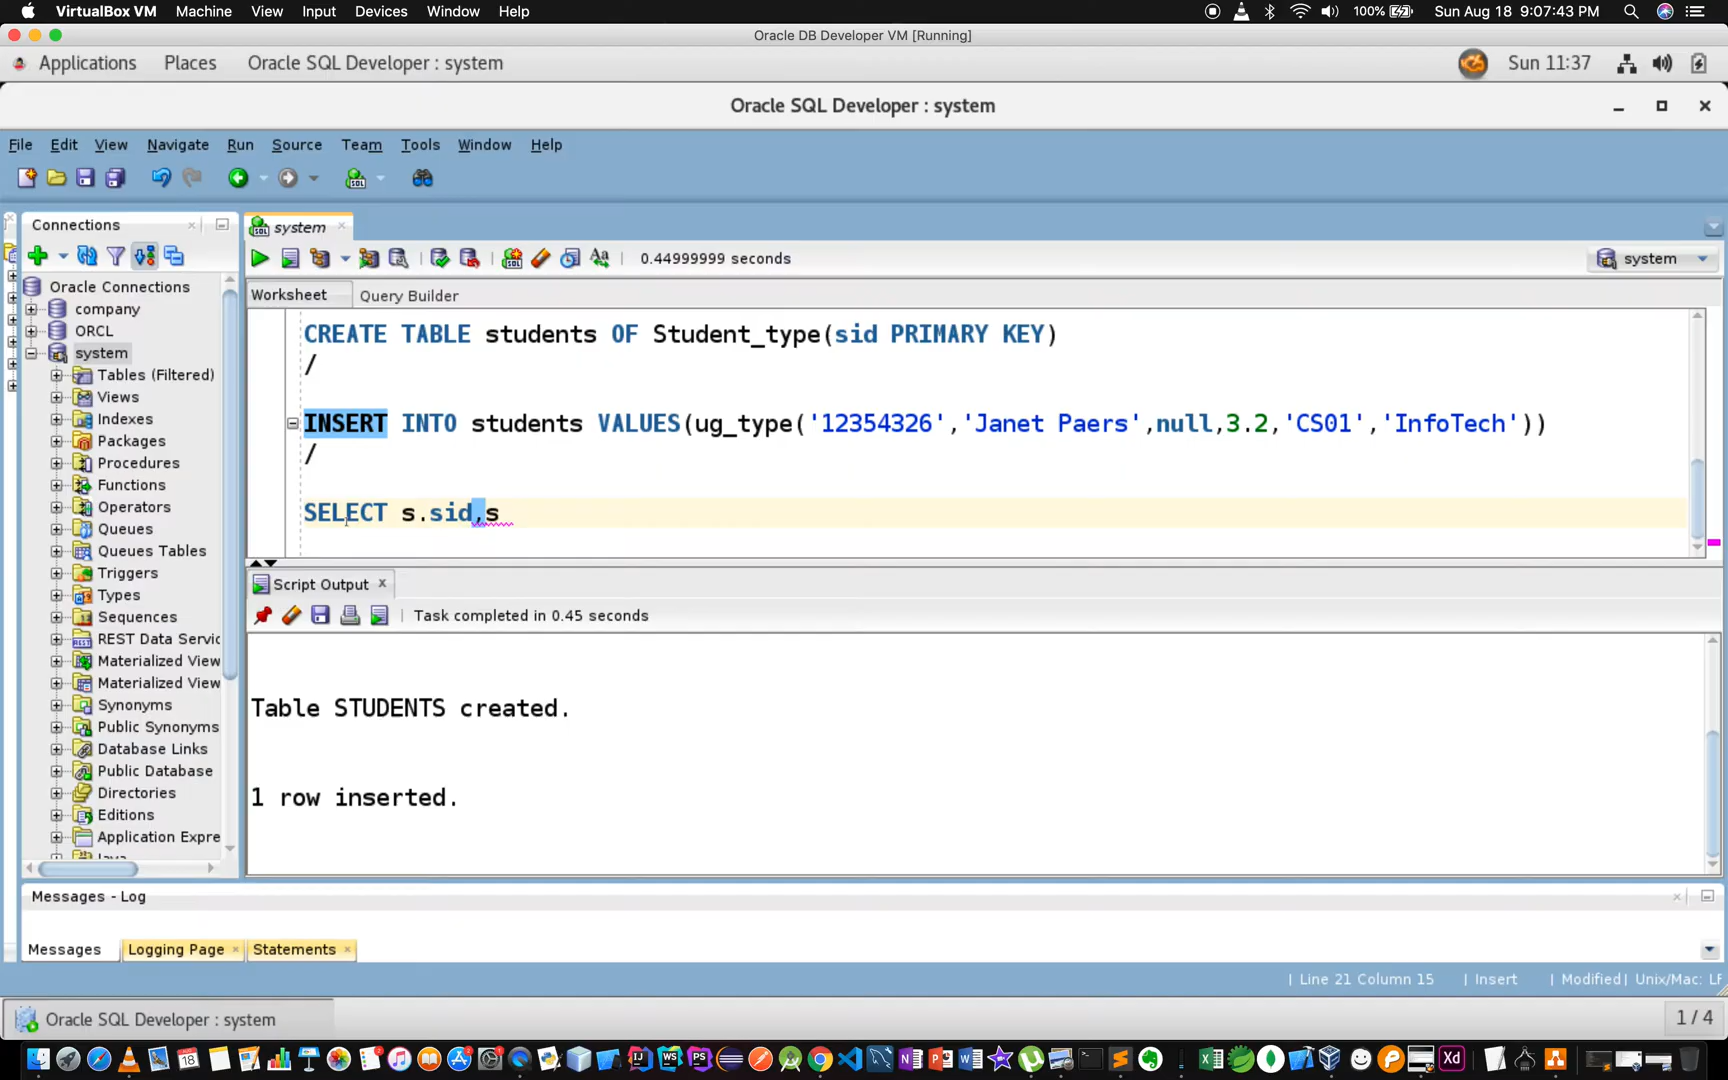 VirtualBox VM Machine View Input Devices Window Help 100% Sun Aug 18 9:07:43 PM
Oracle DB Developer VM [Running]
Applications Places Oracle SQL Developer : system Sun 11:37
Oracle SQL Developer : system
File Edit View Navigate Run Source Team Tools Window Help
Connections
system
0.44999999 seconds
system
Worksheet Query Builder
Oracle Connections
company
ORCL
system
Tables (Filtered)
Views
Indexes
Packages
Procedures
Functions
Operators
Queues
Queues Tables
Triggers
Types
Sequences
REST Data Servic
Materialized View
Materialized View
Synonyms
Public Synonyms
Database Links
Public Database
Directories
Editions
Application Expre
Java
CREATE TABLE students OF Student_type(sid PRIMARY KEY)
/
INSERT INTO students VALUES(ug_type('12354326','Janet Paers',null,3.2,'CS01','InfoTech'))
/
SELECT s.sid,s
Script Output
Task completed in 0.45 seconds
Table STUDENTS created.
1 row inserted.
Messages - Log
Messages Logging Page Statements
Line 21 Column 15 Insert Modified Unix/Mac: LF
Oracle SQL Developer : system
1 / 4